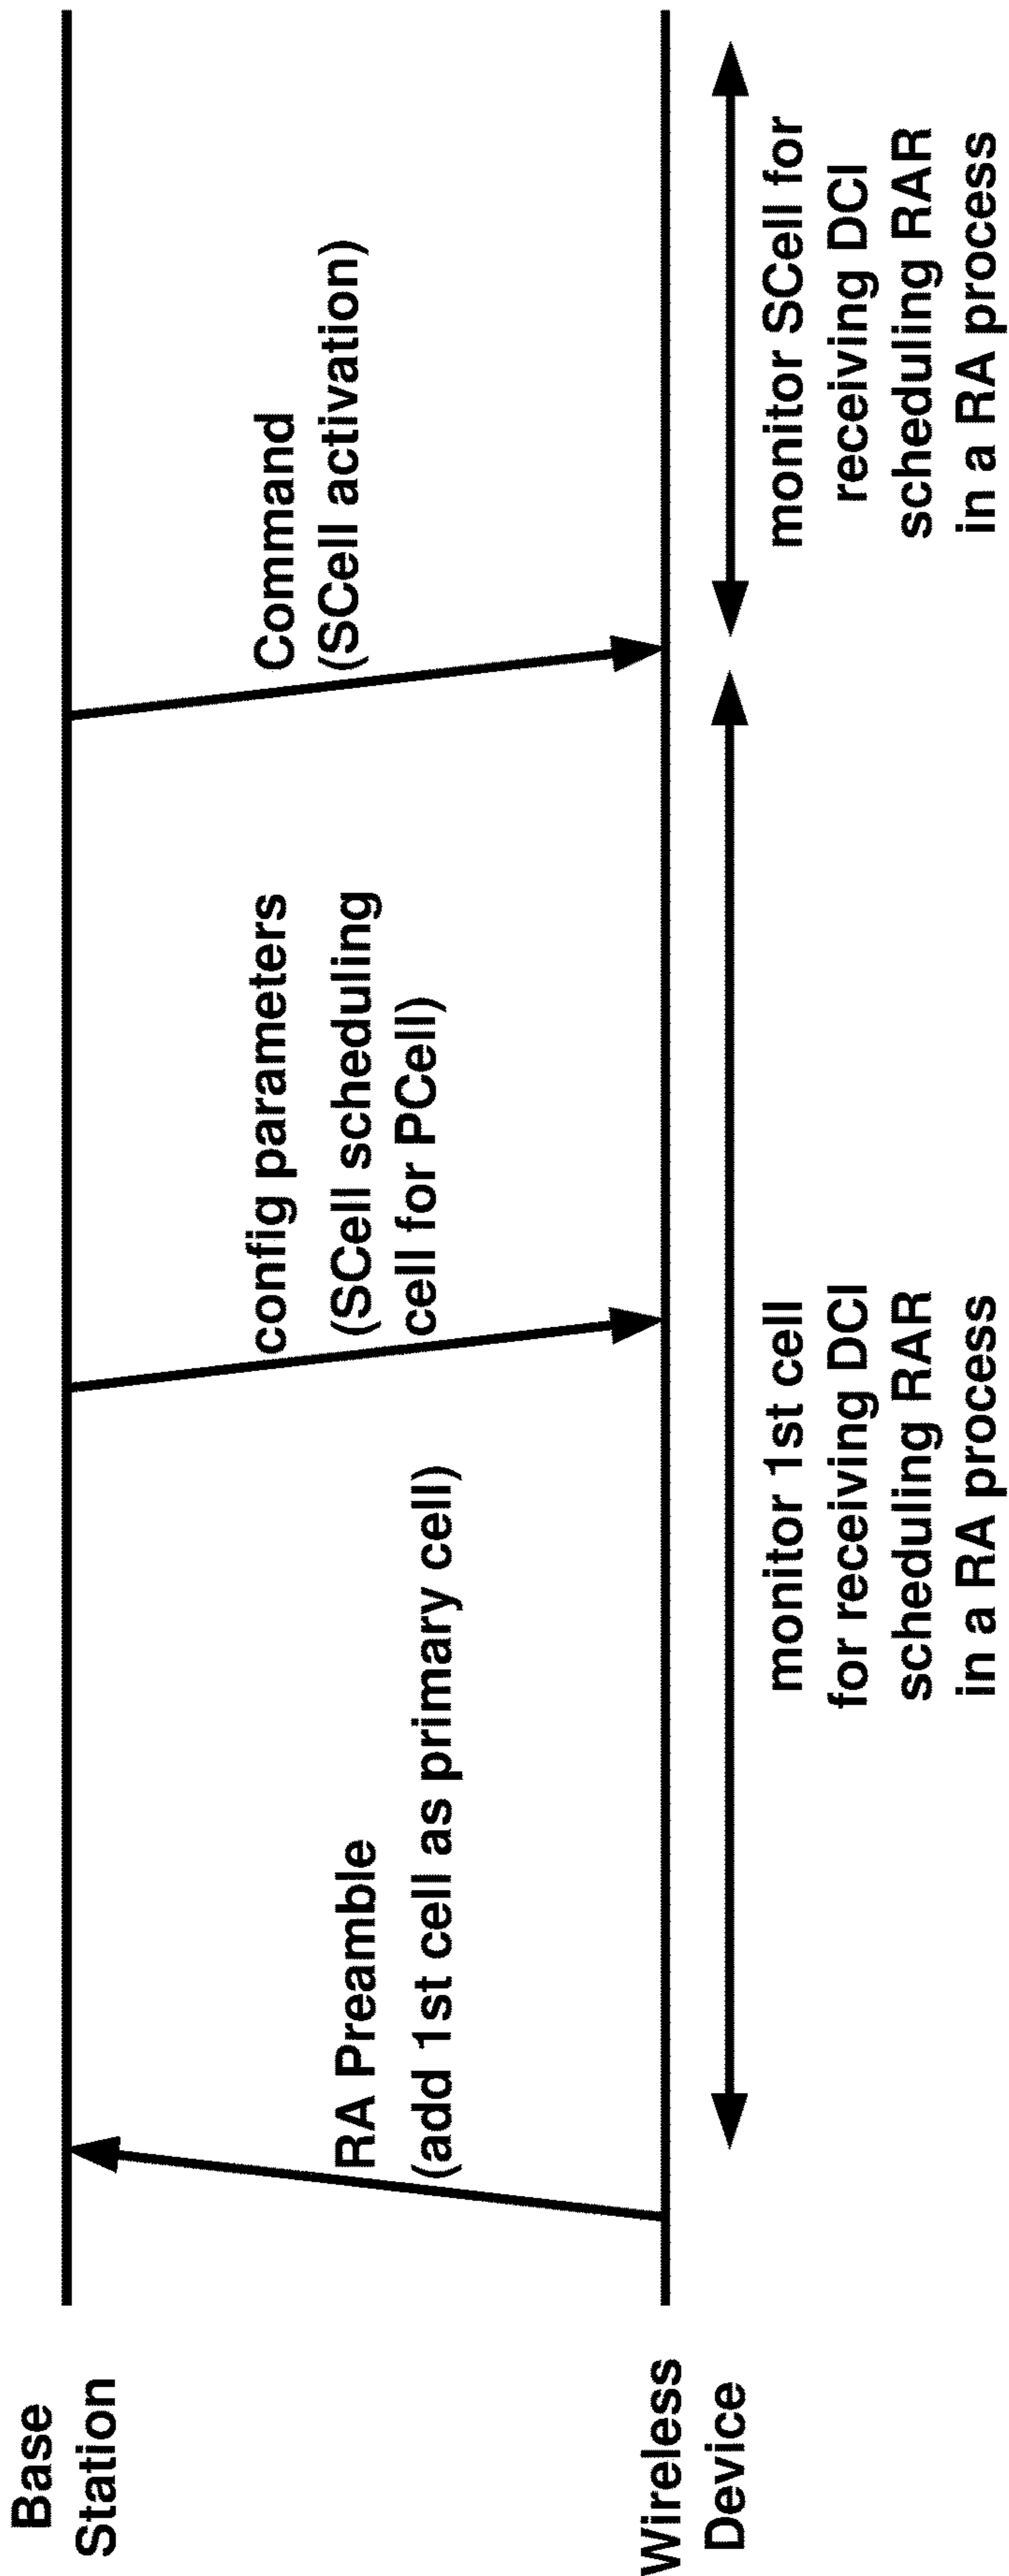 Base
Station
RA Preamble
(add 1st cell as primary cell)
config parameters
(SCell scheduling
cell for PCell)
Command
(SCell activation)
Wireless
Device
monitor 1st cell
for receiving DCI
scheduling RAR
in a RA process
monitor SCell for
receiving DCI
scheduling RAR
in a RA process